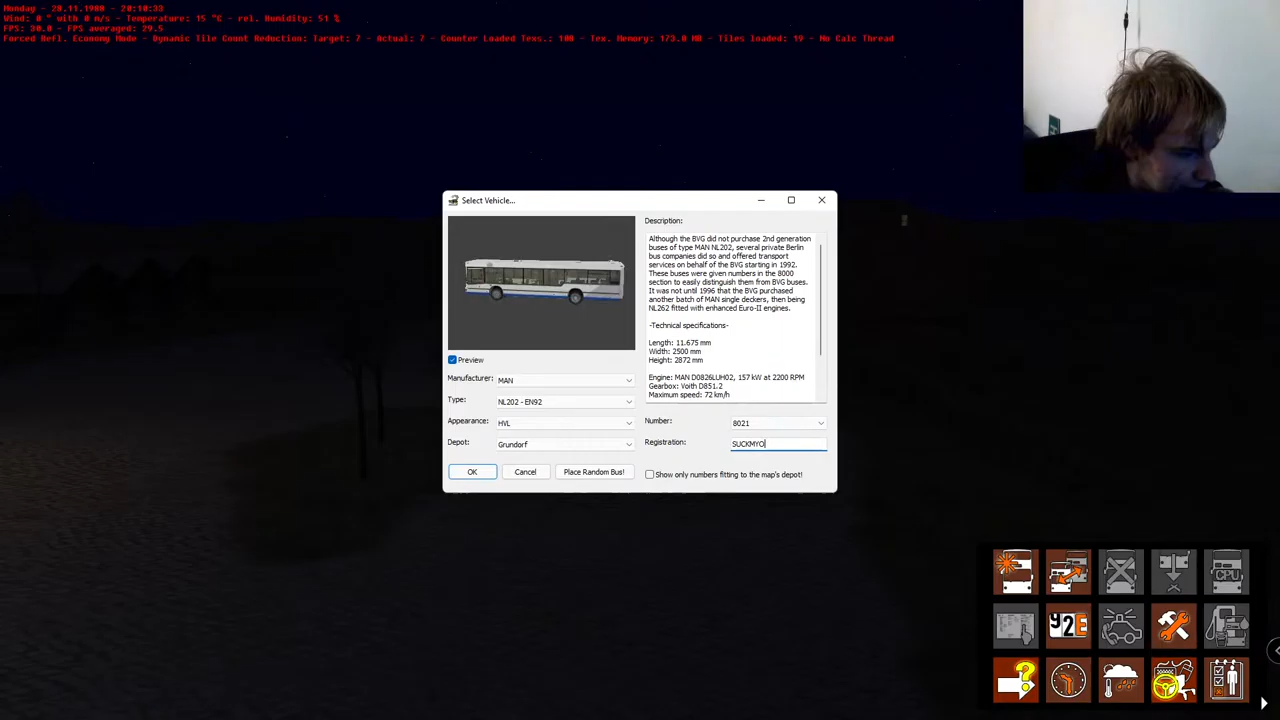 Monday - 20.11.1989 - 20:10:33
Wind: 0 ° with 0 m/s - Temperature: 15 °C - rel. Humidity: 51 %
FPS: 30.0 - FPS averaged: 29.5
Forced Refl. Economy Mode - Dynamic Tile Count Reduction: Target: 7 - Actual: 7 - Counter Loaded Texs.: 100 - Tex. Memory: 173.0 MB - Tiles loaded: 19 - No Calc Thread
Select Vehicle...
Description:
Although the BVG did not purchase 2nd generation
buses of type MAN NL202, several private Berlin
bus companies did so and offered transport
services on behalf of the BVG starting in 1992.
These buses were given numbers in the 8000
section to easily distinguish them from BVG buses.
It was not until 1996 that the BVG purchased
another batch of MAN single deckers, then being
NL262 fitted with enhanced Euro-II engines.
-Technical specifications-
Length: 11.675 mm
Width: 2500 mm
Height: 2872 mm
Engine: MAN D0826LUH02, 157 kW at 2200 RPM
Gearbox: Voith D851.2
Maximum speed: 72 km/h
Preview
Manufacturer: MAN
Type: NL202 - EN92
Appearance: HVL
Depot: Grundorf
Number: 8021
Registration: SUCKMYO
OK
Cancel
Place Random Bus!
Show only numbers fitting to the map's depot!
CPU
92E
?